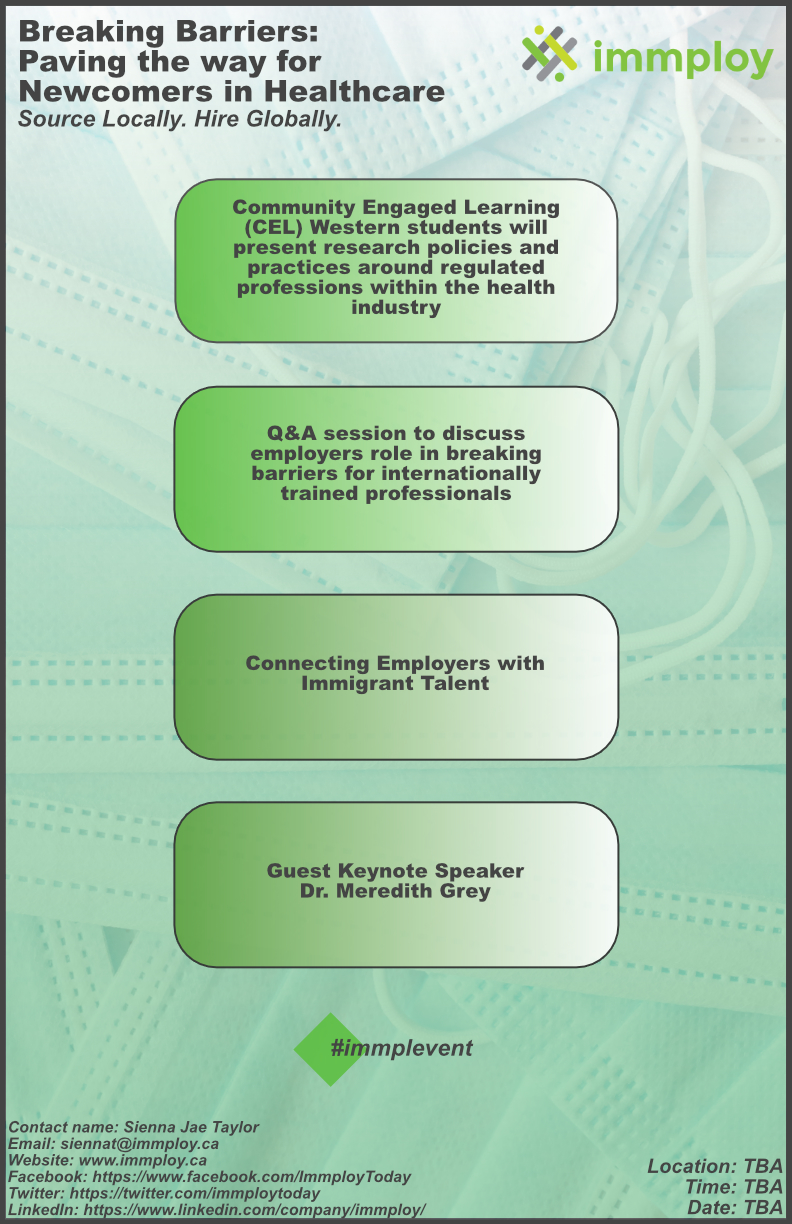 Breaking Barriers:
Paving the way for
Newcomers in Healthcare
Source Locally. Hire Globally.
immploy
Community Engaged Learning
(CEL) Western students will
present research policies and
practices around regulated
professions within the health
industry
Q&A session to discuss
employers role in breaking
barriers for internationally
trained professionals
Connecting Employers with
Immigrant Talent
Guest Keynote Speaker
Dr. Meredith Grey
#immplevent
Contact name: Sienna Jae Taylor
Email: siennat@immploy.ca
Website: www.immploy.ca
Facebook: https://www.facebook.com/ImmployToday
Twitter: https://twitter.com/immploytoday
LinkedIn: https://www.linkedin.com/company/immploy/
Location: TBA
Time: TBA
Date: TBA